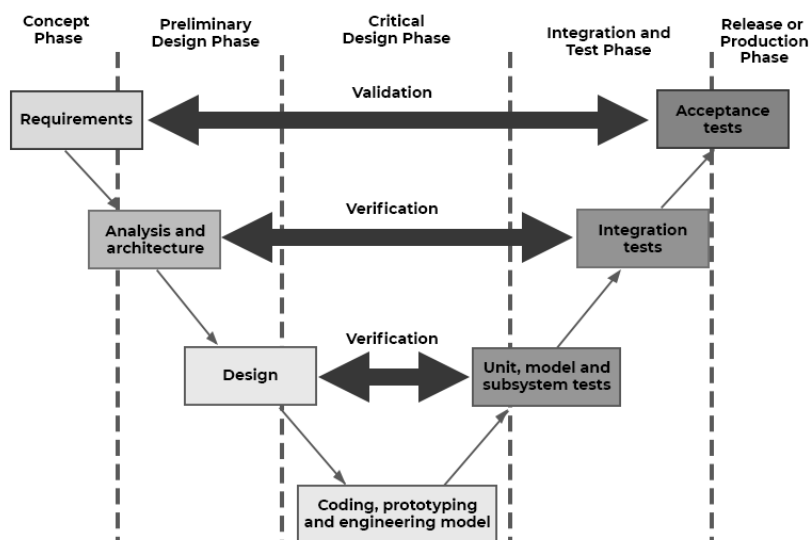 Concept
Phase
Preliminary
Design Phase
Critical
Design Phase
Integration and
Test Phase
Release or
Production
Phase
Validation
Requirements
Acceptance
tests
Verification
Analysis and
architecture
Integration
tests
Verification
Design
Unit, model and
subsystem tests
Coding, prototyping
and engineering model